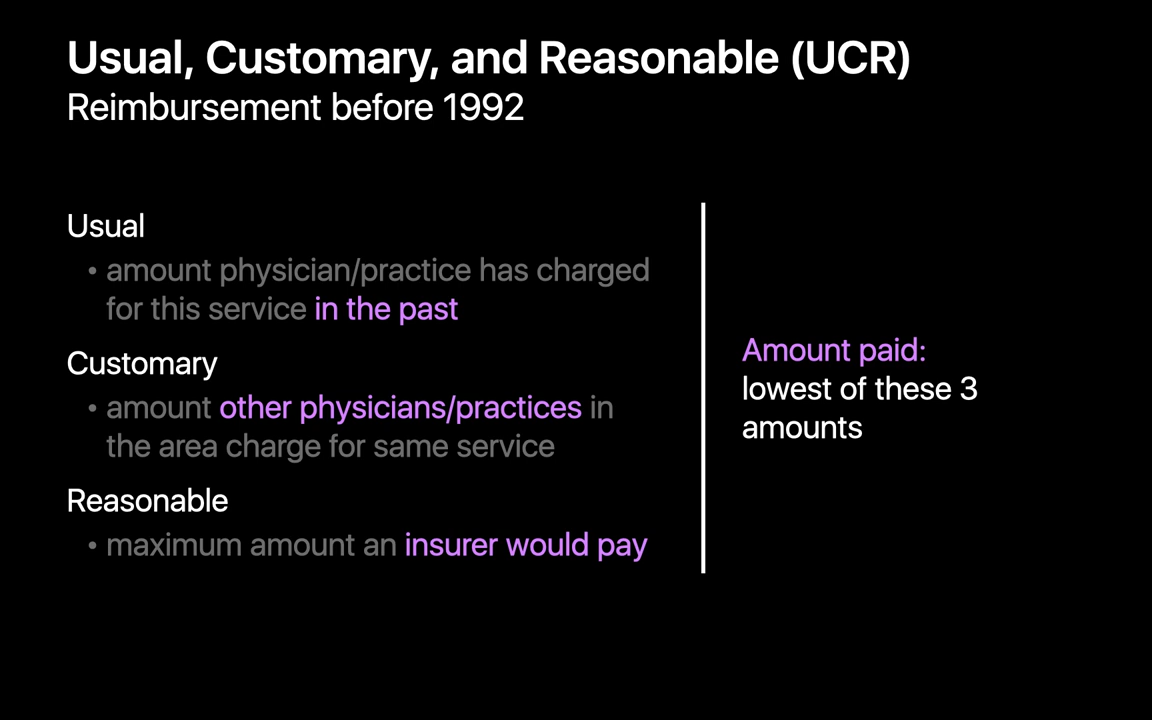 Usual, Customary, and Reasonable (UCR)
Reimbursement before 1992
Usual
• amount physician/practice has charged
for this service in the past
Customary
• amount other physicians/practices in
the area charge for same service
Reasonable
• maximum amount an insurer would pay
Amount paid:
lowest of these 3
amounts